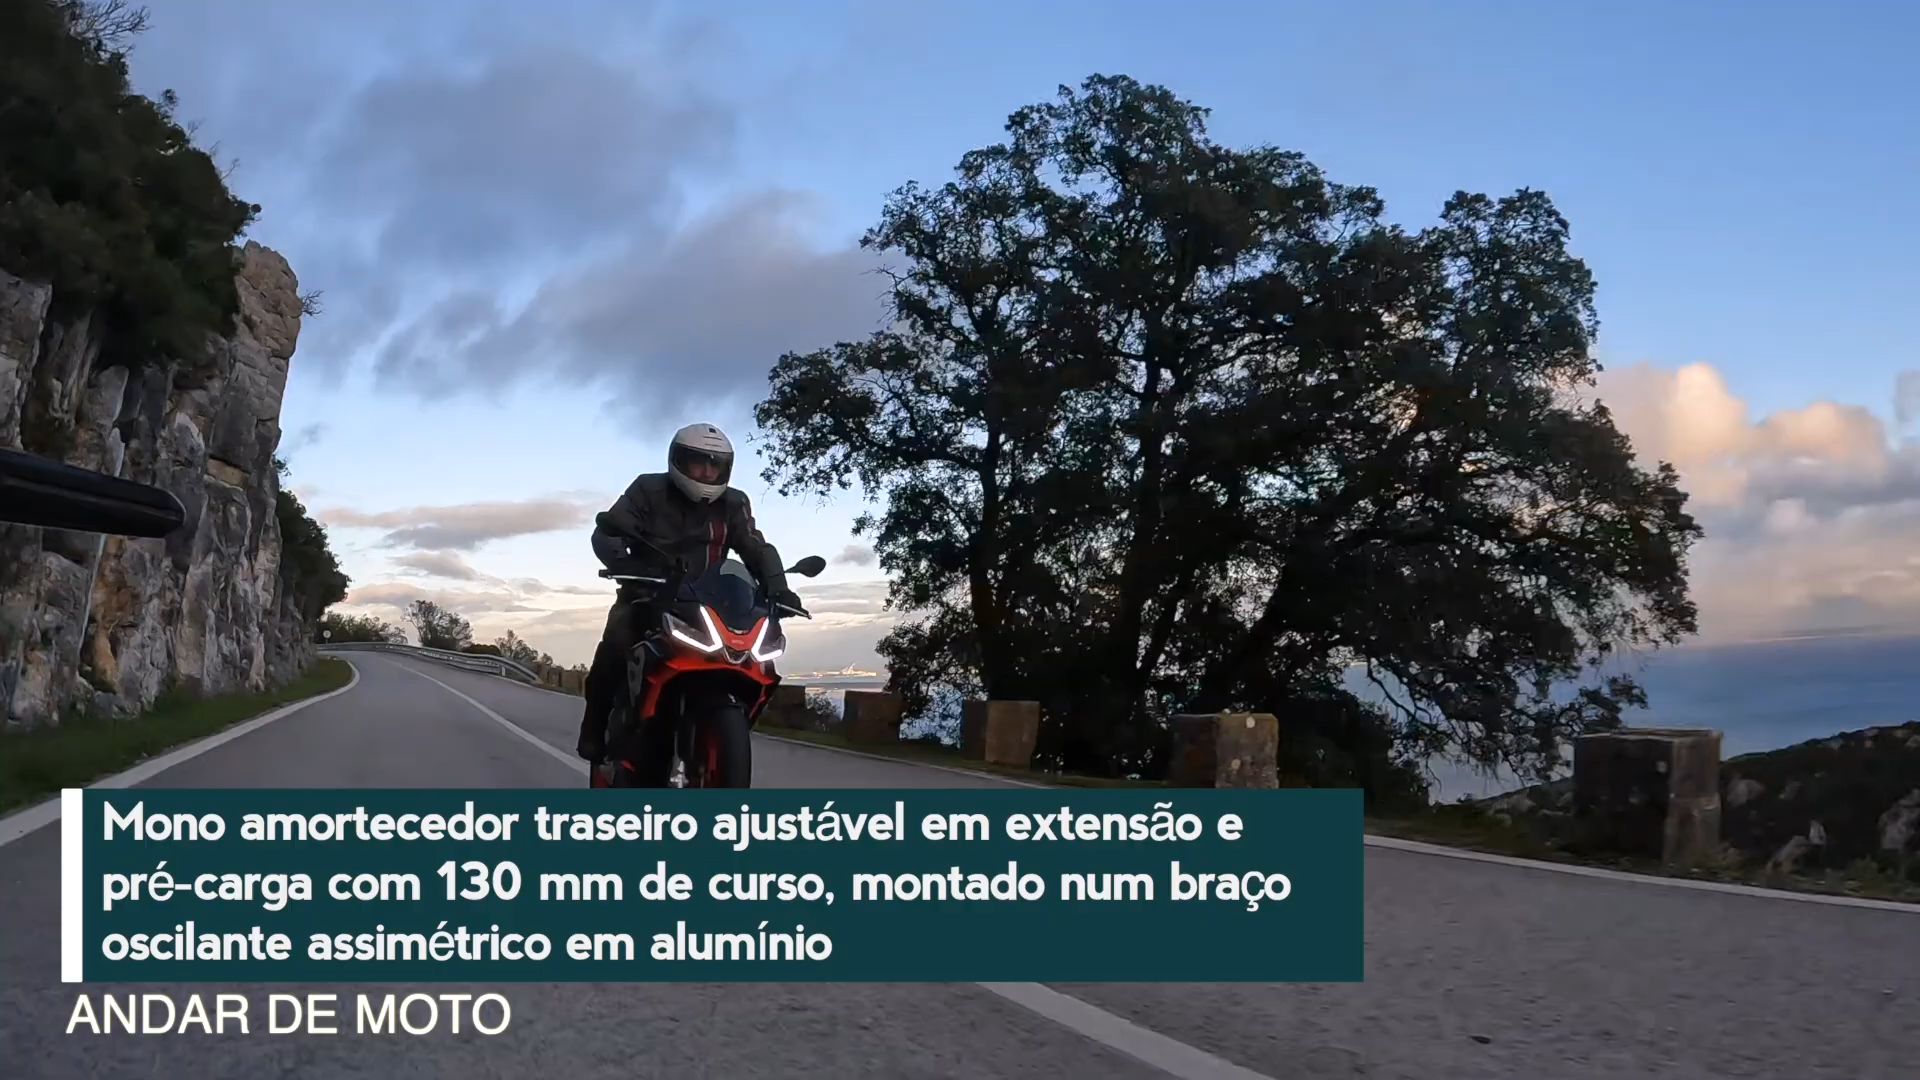 Mono amortecedor traseiro ajustável em extensão e
pré-carga com 130 mm de curso, montado num braço
oscilante assimétrico em alumínio
ANDAR DE MOTO